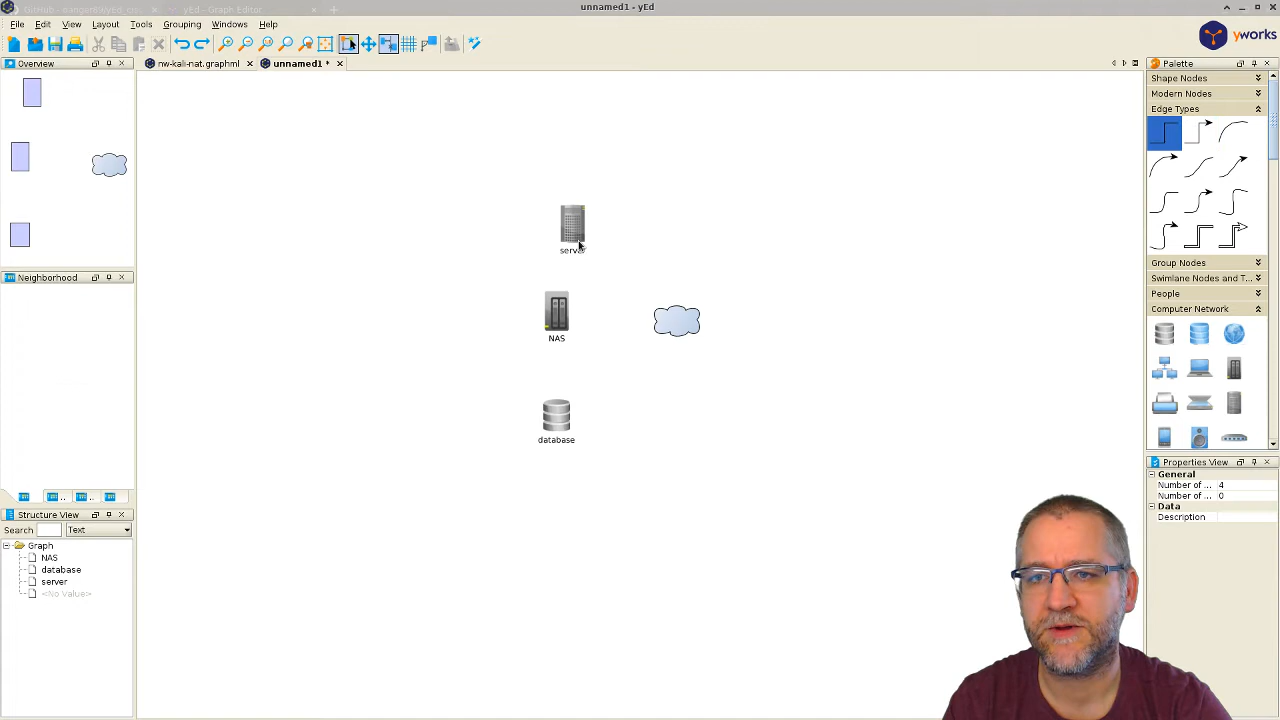 unnamed1 - yEd
File Edit View Layout Tools Grouping Windows Help
yworks
Overview
nw-kali-nat.graphml
unnamed1 *
Palette
Shape Nodes
Modern Nodes
Edge Types
server
NAS
database
Group Nodes
Swimlane Nodes and T...
People
Computer Network
Neighborhood
Structure View
Search Text
Graph
NAS
database
server
<No Value>
Properties View
General
Number of ... 4
Number of ... 0
Data
Description